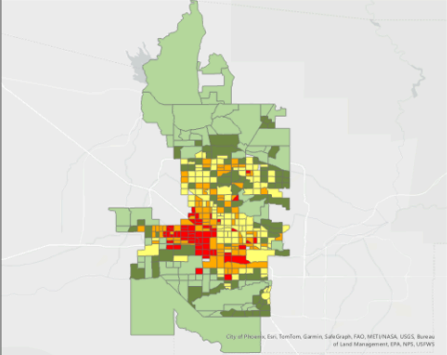 City of Phoenix, Esri, TomTom, Garmin, SafeGraph, FAO, METI/NASA, USGS, Bureau
of Land Management, EPA, NPS, USFWS